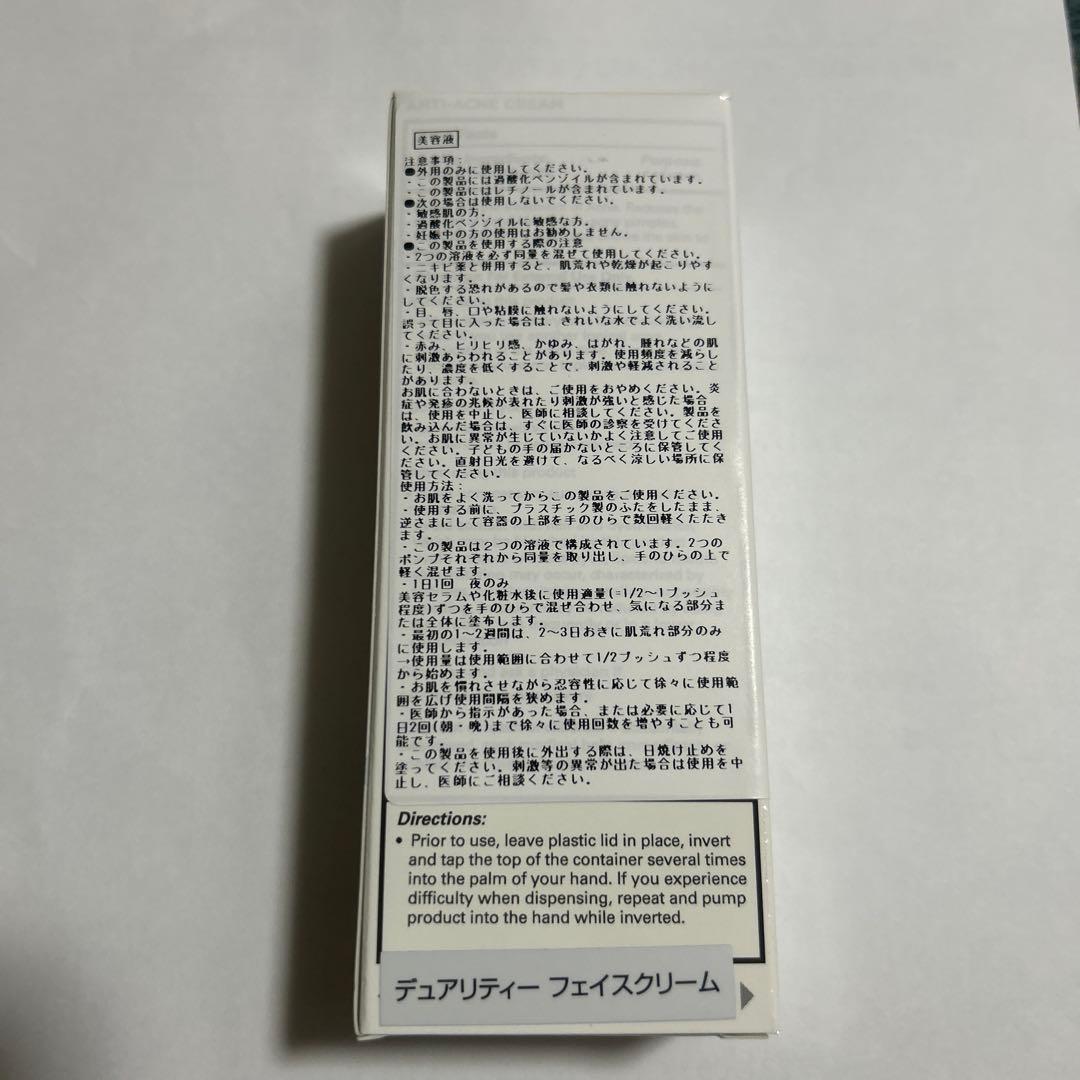 ANTI-ACNE CREAM
美容液
注意事項：
●外用のみに使用してください。
・この製品には過酸化ベンゾイルが含まれています。
・この製品にはレチノールが含まれています。
●次の場合は使用しないでください。
・敏感肌の方。
・過酸化ベンゾイルに敏感な方。
・妊娠中の方の使用はお勧めしません。
●この製品を使用する際の注意
・2つの溶液を必ず同量を混ぜて使用してください。
・ニキビ薬と併用すると、肌荒れや乾燥が起こりやす
くなります。
・脱色する恐れがあるので髪や衣類に触れないように
してください。
・目、唇、口や粘膜に触れないようにしてください。
誤って目に入った場合は、きれいな水でよく洗い流し
てください。
・赤み、ヒリヒリ感、かゆみ、はがれ、腫れなどの肌
に刺激あらわれることがあります。使用頻度を減らし
たり、濃度を低くすることで、刺激や軽減されること
があります。
お肌に合わないときは、ご使用をおやめください。炎
症や発疹の兆候が表れたり刺激が強いと感じた場合
は、使用を中止し、医師に相談してください。製品を
飲み込んだ場合は、すぐに医師の診察を受けてくださ
い。お肌に異常が生じていないかよく注意してご使用
ください。子どもの手の届かないところに保管してく
ださい。直射日光を避けて、なるべく涼しい場所に保
管してください。
使用方法：
・お肌をよく洗ってからこの製品をご使用ください。
・使用する前に、プラスチック製のふたをしたまま、
逆さまにして容器の上部を手のひらで数回軽くたたき
ます。
・この製品は２つの溶液で構成されています。2つの
ポンプそれぞれから同量を取り出し、手のひらの上で
軽く混ぜます。
・1日1回　夜のみ
美容セラムや化粧水後に使用適量(=1/2〜1プッシュ
程度)ずつを手のひらで混ぜ合わせ、気になる部分ま
たは全体に塗布します。
・最初の1〜2週間は、2〜3日おきに肌荒れ部分のみ
に使用します。
→使用量は使用範囲に合わせて1/2プッシュずつ程度
から始めます。
・お肌を慣れさせながら忍容性に応じて徐々に使用範
囲を広げ使用間隔を狭めます。
・医師から指示があった場合、または必要に応じて1
日2回(朝・晩)まで徐々に使用回数を増やすことも可
能です。
・この製品を使用後に外出する際は、日焼け止めを
塗ってください。刺激等の異常が出た場合は使用を中
止し、医師にご相談ください。
Directions:
• Prior to use, leave plastic lid in place, invert
and tap the top of the container several times
into the palm of your hand. If you experience
difficulty when dispensing, repeat and pump
product into the hand while inverted.
デュアリティー フェイスクリーム